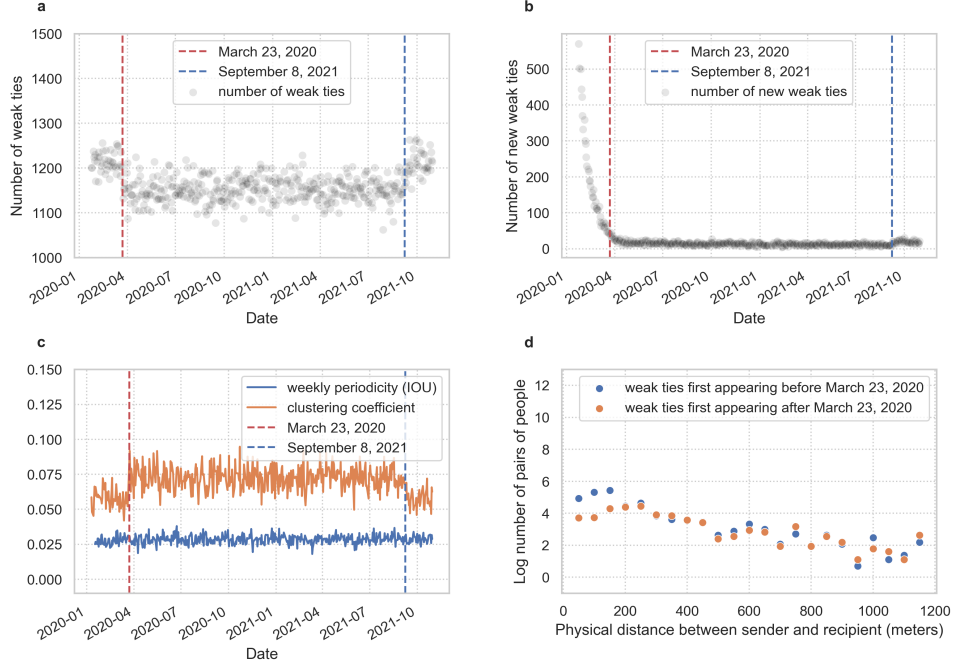 a
Number of weak ties
1500
1400
1300
1200
1100
1000
March 23, 2020
September 8, 2021
number of weak ties
2020-01
2020-04
2020-07
2020-10
2021-01
2021-04
2021-07
2021-10
Date
b
Number of new weak ties
500
400
300
200
100
0
March 23, 2020
September 8, 2021
number of new weak ties
2020-01
2020-04
2020-07
2020-10
2021-01
2021-04
2021-07
2021-10
Date
c
0.150
0.125
0.100
0.075
0.050
0.025
0.000
weekly periodicity (IOU)
clustering coefficient
March 23, 2020
September 8, 2021
2020-01
2020-04
2020-07
2020-10
2021-01
2021-04
2021-07
2021-10
Date
d
Log number of pairs of people
12
10
8
6
4
2
0
weak ties first appearing before March 23, 2020
weak ties first appearing after March 23, 2020
0
200
400
600
800
1000
1200
Physical distance between sender and recipient (meters)